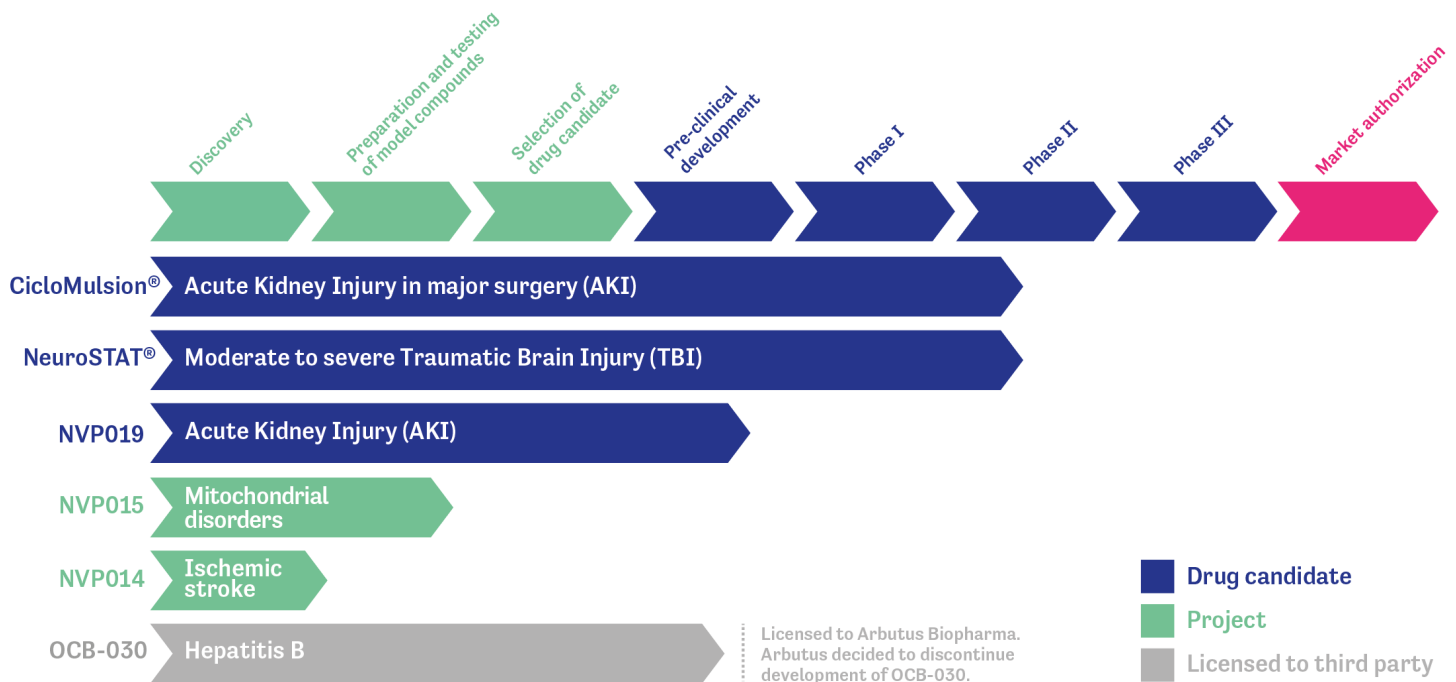 Discovery
Preparatioon and testing
of model compounds
Selection of
drug candidate
Pre-clinical
development
Phase I
Phase II
Phase III
Market authorization
CicloMulsion®
Acute Kidney Injury in major surgery (AKI)
NeuroSTAT®
Moderate to severe Traumatic Brain Injury (TBI)
NVP019
Acute Kidney Injury (AKI)
NVP015
Mitochondrial
disorders
NVP014
Ischemic
stroke
OCB-030
Hepatitis B
Licensed to Arbutus Biopharma.
Arbutus decided to discontinue
development of OCB-030.
Drug candidate
Project
Licensed to third party